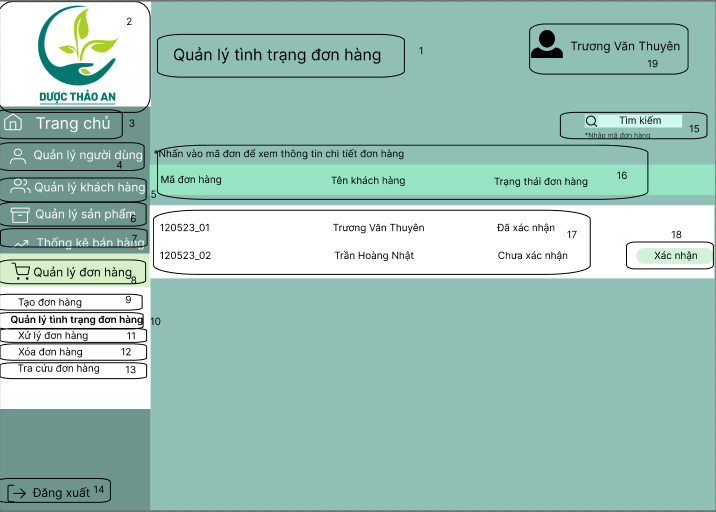 2
DƯỢC THẢO AN
Quản lý tình trạng đơn hàng
1
Trương Văn Thuyên
19
Trang chủ
3
Quản lý người dùng
4
Quản lý khách hàng
5
Quản lý sản phẩm
6
Thống kê bán hàng
7
Quản lý đơn hàng
8
Tạo đơn hàng
9
Quản lý tình trạng đơn hàng
10
Xử lý đơn hàng
11
Xóa đơn hàng
12
Tra cứu đơn hàng
13
Đăng xuất
14
Tìm kiếm
15
*Nhập mã đơn hàng
*Nhấn vào mã đơn để xem thông tin chi tiết đơn hàng
16
Mã đơn hàng Tên khách hàng Trạng thái đơn hàng
120523_01 Trương Văn Thuyên Đã xác nhận
17
18
120523_02 Trần Hoàng Nhật Chưa xác nhận Xác nhận